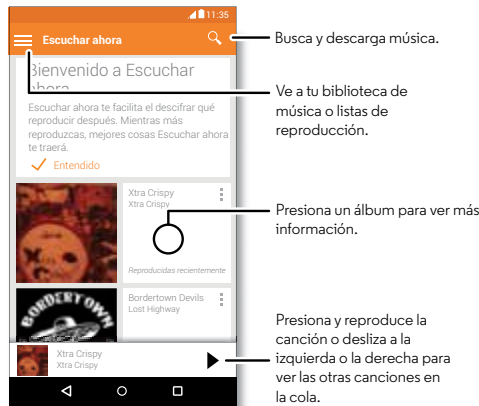 11:35
Escuchar ahora
Busca y descarga música.
Bienvenido a Escuchar
ahora
Escuchar ahora te facilita el descifrar qué
reproducir después. Mientras más
reproduzcas, mejores cosas Escuchar ahora
te traerá.
Entendido
Ve a tu biblioteca de
música o listas de
reproducción.
Xtra Crispy
Xtra Crispy
Reproducidas recientemente
Presiona un álbum para ver más
información.
BORDERTOWN
Bordertown Devils
Lost Highway
Xtra Crispy
Xtra Crispy
Presiona y reproduce la
canción o desliza a la
izquierda o la derecha para
ver las otras canciones en
la cola.